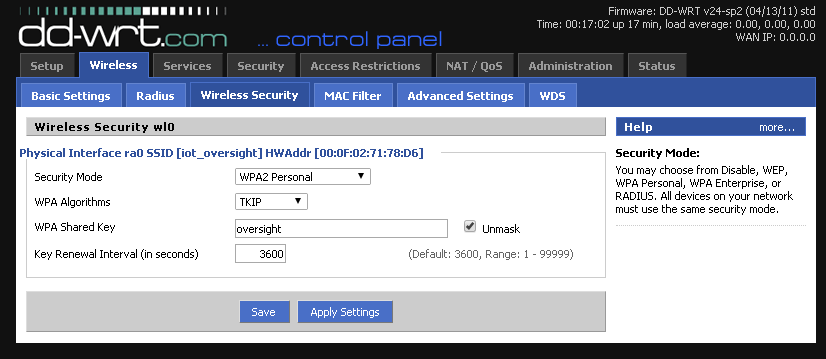 Firmware: DD-WRT v24-sp2 (04/13/11) std
Time: 00:17:02 up 17 min, load average: 0.00, 0.00, 0.00
WAN IP: 0.0.0.0
dd-wrt.com ... control panel
Setup Wireless Services Security Access Restrictions NAT / QoS Administration Status
Basic Settings Radius Wireless Security MAC Filter Advanced Settings WDS
Wireless Security wl0
Physical Interface ra0 SSID [iot_oversight] HWAddr [00:0F:02:71:78:D6]
Security Mode WPA2 Personal
WPA Algorithms TKIP
WPA Shared Key oversight Unmask
Key Renewal Interval (in seconds) 3600 (Default: 3600, Range: 1 - 99999)
Save Apply Settings
Help more...
Security Mode:
You may choose from Disable, WEP,
WPA Personal, WPA Enterprise, or
RADIUS. All devices on your network
must use the same security mode.